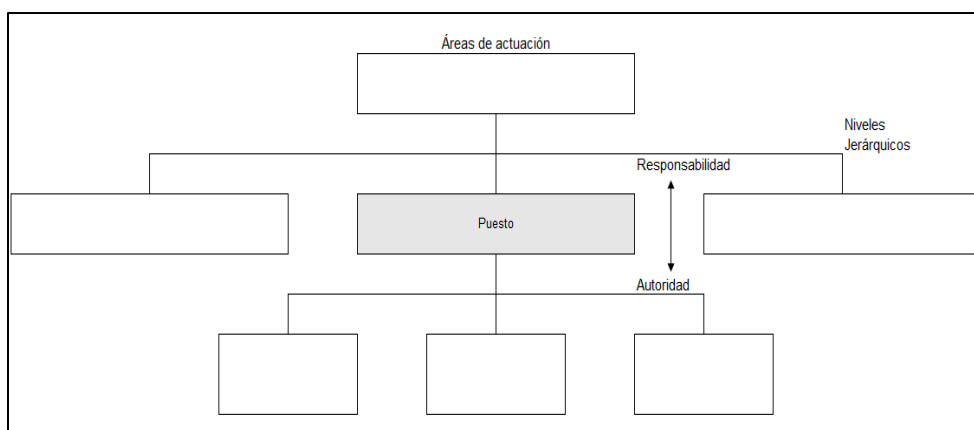 Áreas de actuación
Niveles
Jerárquicos
Responsabilidad
Puesto
Autoridad